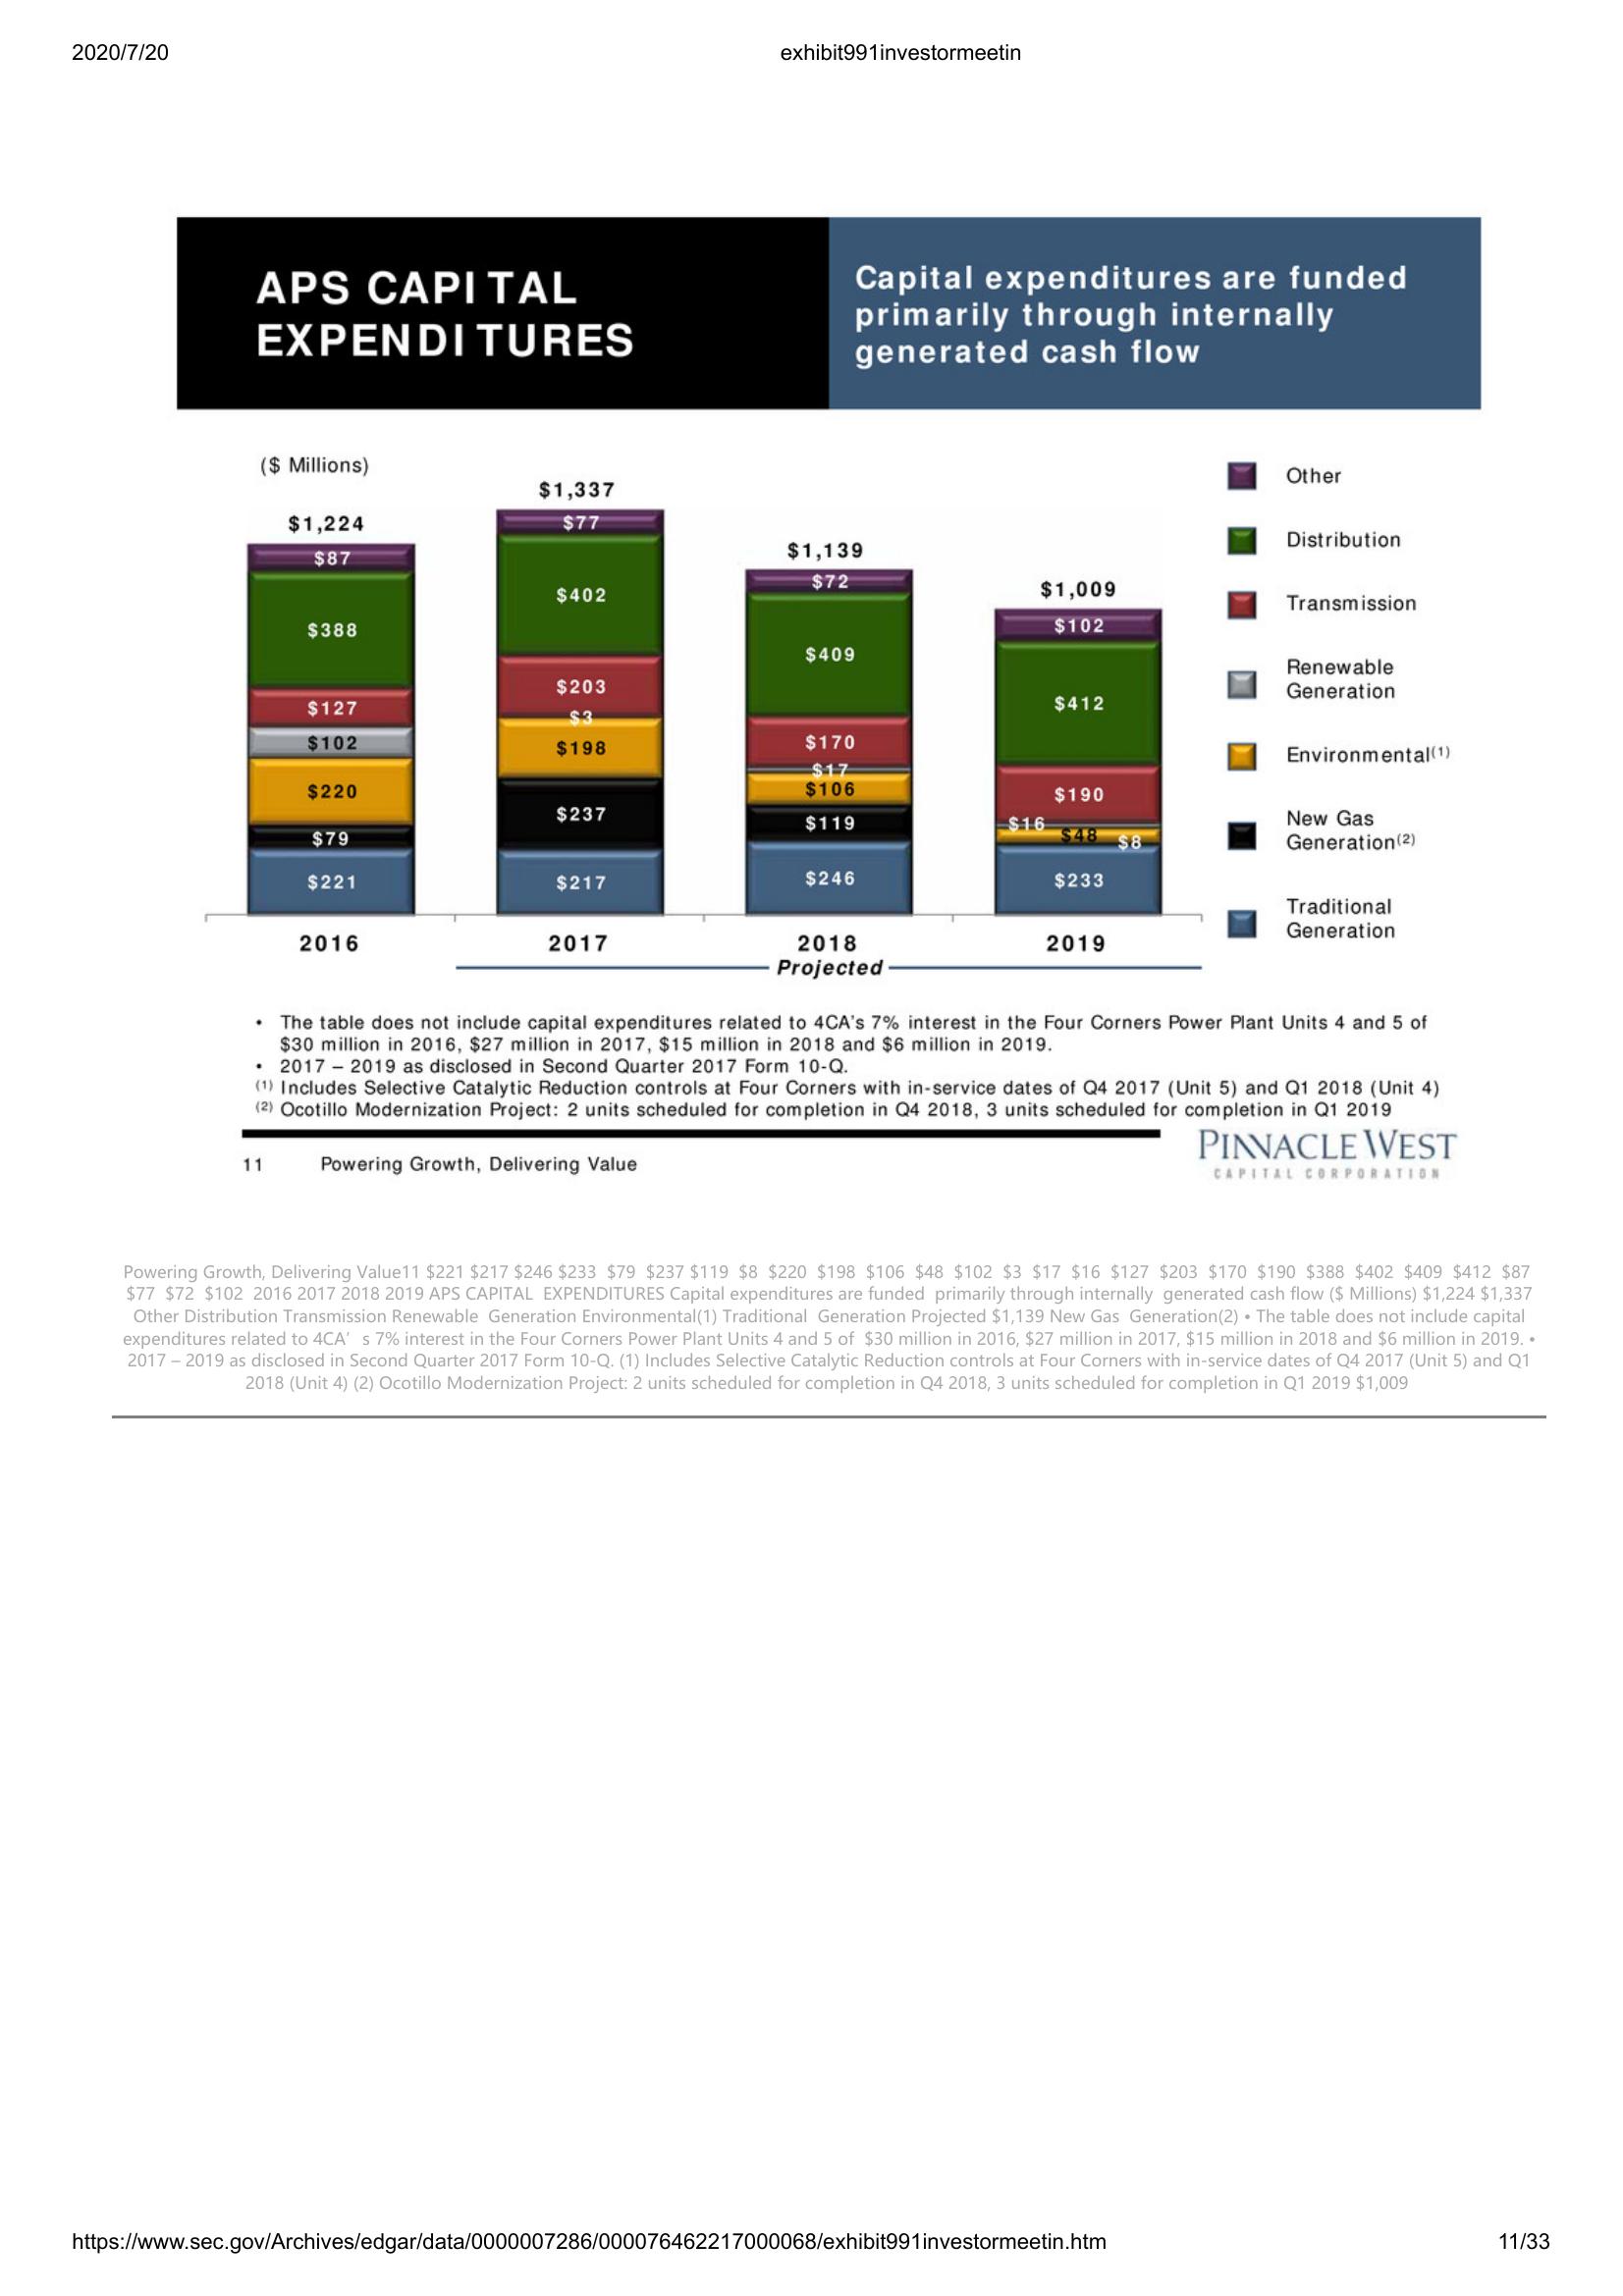 2020/7/20 exhibit991investormeetin
APS CAPITAL
EXPENDITURES
Capital expenditures are funded
primarily through internally
generated cash flow
($ Millions)
$1,224
$87
$388
$127
$102
$220
$79
$221
$1,337
$77
$402
$203
$3
$198
$237
$217
$1,139
$72
$409
$170
$17
$106
$119
$246
$1,009
$102
$412
$190
$16
$48
$8
$233
2016 2017 2018 2019
Projected
Other
Distribution
Transmission
Renewable
Generation
Environmental(1)
New Gas
Generation(2)
Traditional
Generation
• The table does not include capital expenditures related to 4CA's 7% interest in the Four Corners Power Plant Units 4 and 5 of
$30 million in 2016, $27 million in 2017, $15 million in 2018 and $6 million in 2019.
• 2017 – 2019 as disclosed in Second Quarter 2017 Form 10-Q.
(1) Includes Selective Catalytic Reduction controls at Four Corners with in-service dates of Q4 2017 (Unit 5) and Q1 2018 (Unit 4)
(2) Ocotillo Modernization Project: 2 units scheduled for completion in Q4 2018, 3 units scheduled for completion in Q1 2019
11 Powering Growth, Delivering Value
PINNACLE WEST
CAPITAL CORPORATION
Powering Growth, Delivering Value11 $221 $217 $246 $233 $79 $237 $119 $8 $220 $198 $106 $48 $102 $3 $17 $16 $127 $203 $170 $190 $388 $402 $409 $412 $87
$77 $72 $102 2016 2017 2018 2019 APS CAPITAL EXPENDITURES Capital expenditures are funded primarily through internally generated cash flow ($ Millions) $1,224 $1,337
Other Distribution Transmission Renewable Generation Environmental(1) Traditional Generation Projected $1,139 New Gas Generation(2) • The table does not include capital
expenditures related to 4CA' s 7% interest in the Four Corners Power Plant Units 4 and 5 of $30 million in 2016, $27 million in 2017, $15 million in 2018 and $6 million in 2019. •
2017 – 2019 as disclosed in Second Quarter 2017 Form 10-Q. (1) Includes Selective Catalytic Reduction controls at Four Corners with in-service dates of Q4 2017 (Unit 5) and Q1
2018 (Unit 4) (2) Ocotillo Modernization Project: 2 units scheduled for completion in Q4 2018, 3 units scheduled for completion in Q1 2019 $1,009
https://www.sec.gov/Archives/edgar/data/0000007286/000076462217000068/exhibit991investormeetin.htm 11/33